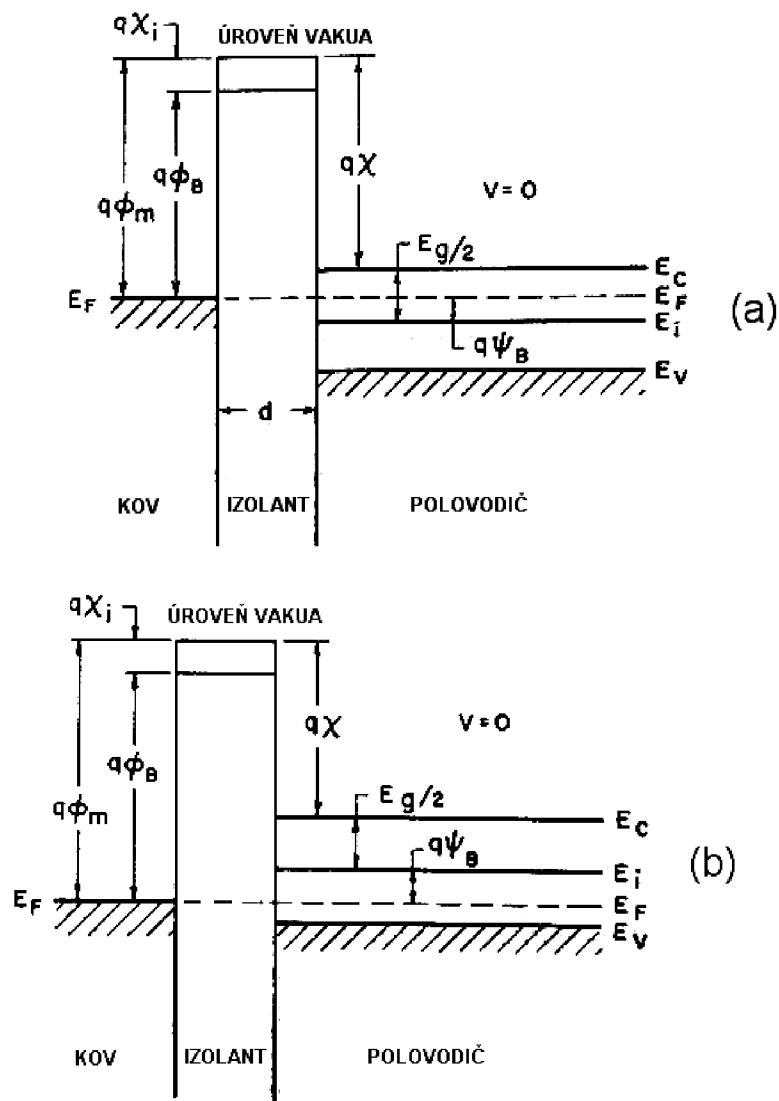 qχi ÚROVEŇ VAKUA
qϕm
qϕB
qχ
V = 0
Eg/2
EC
EF
EF
Ei
qψB
EV
(a)
d
KOV IZOLANT POLOVODIČ
qχi ÚROVEŇ VAKUA
qϕm
qϕB
qχ
V = 0
Eg/2
EC
qψB
Ei
(b)
EF
EF
EV
KOV IZOLANT POLOVODIČ